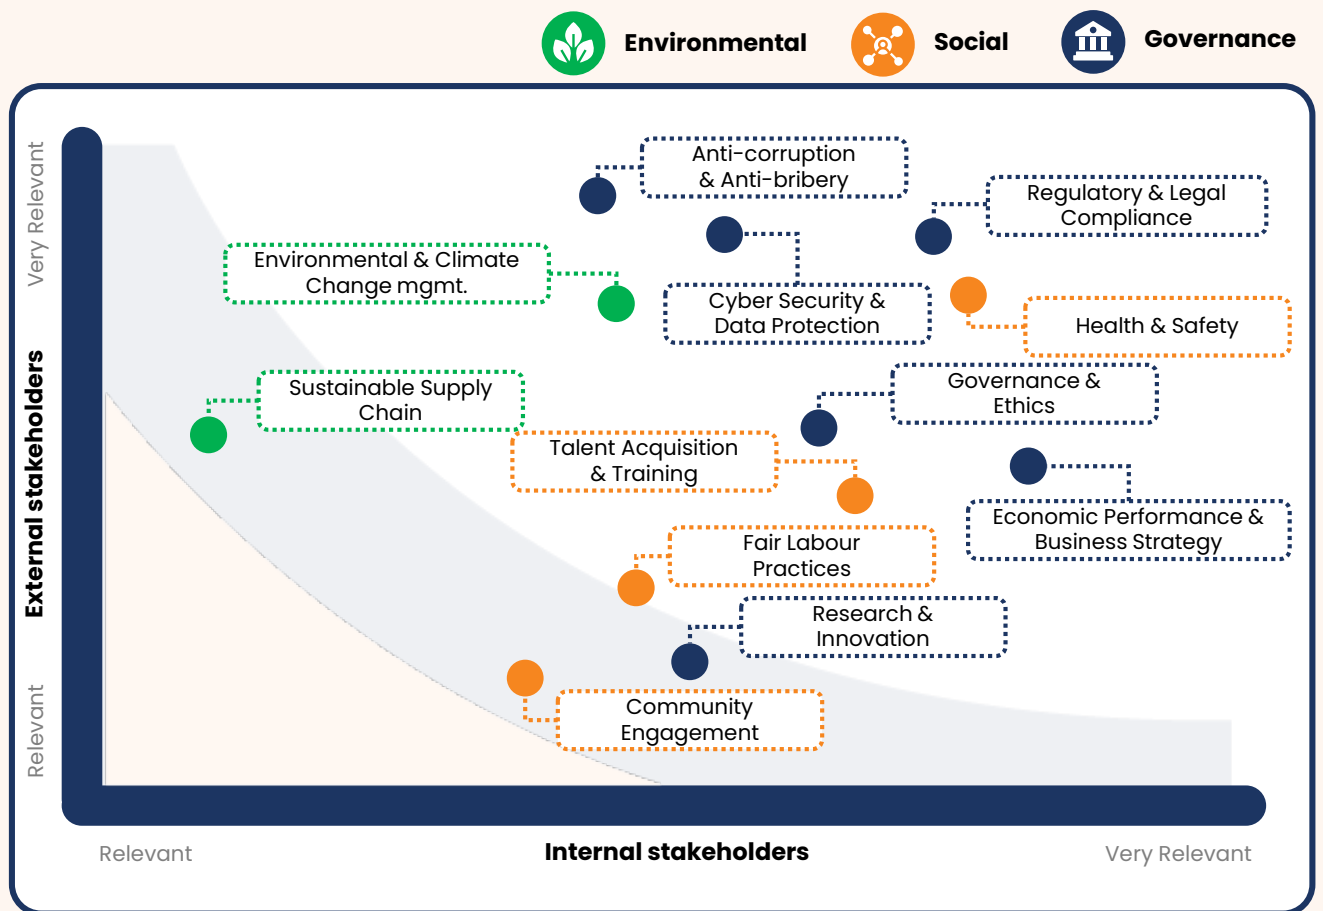 Environmental
Social
Governance
Very Relevant
External stakeholders
Relevant
Anti-corruption
& Anti-bribery
Regulatory & Legal
Compliance
Environmental & Climate
Change mgmt.
Cyber Security &
Data Protection
Health & Safety
Sustainable Supply
Chain
Governance &
Ethics
Talent Acquisition
& Training
Economic Performance &
Business Strategy
Fair Labour
Practices
Research &
Innovation
Community
Engagement
Relevant
Internal stakeholders
Very Relevant